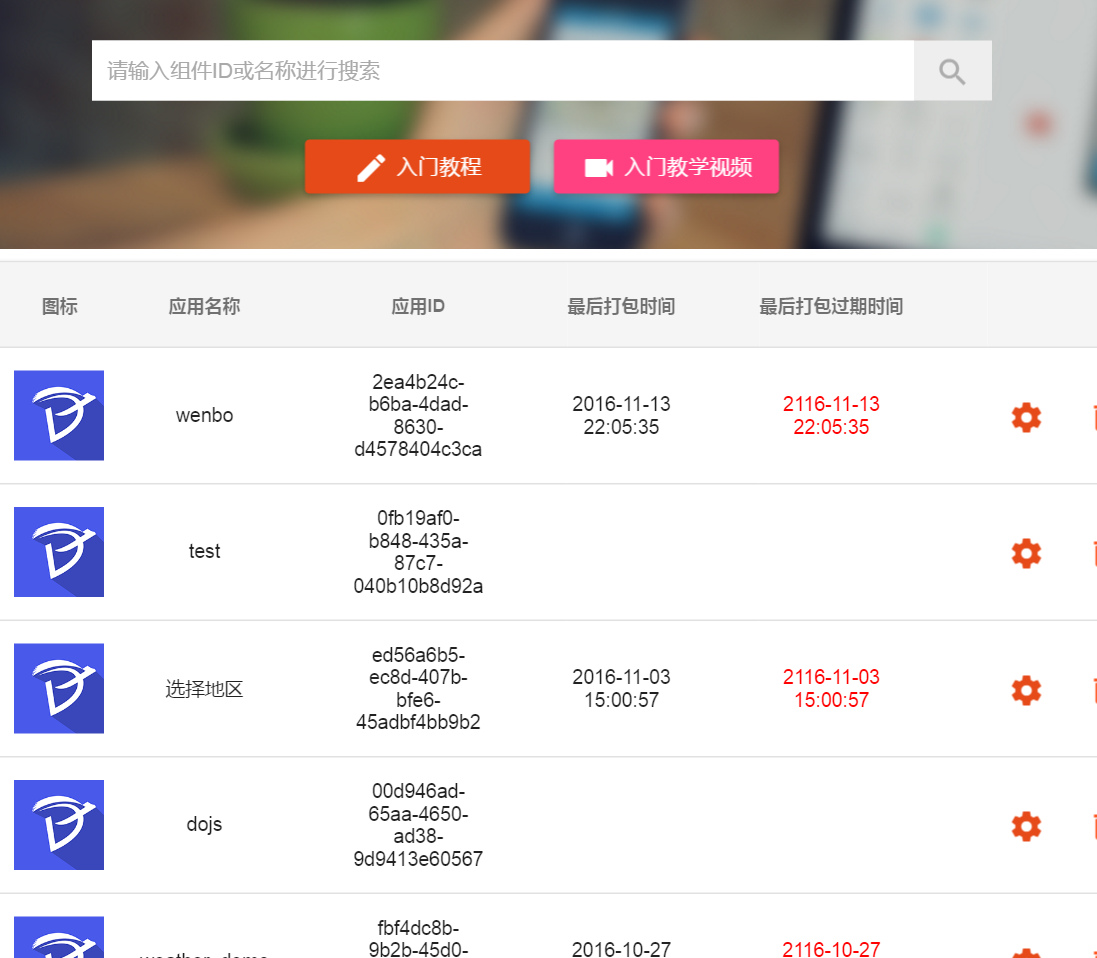 请输入组件ID或名称进行搜索
入门教程 入门教学视频
图标 应用名称 应用ID 最后打包时间 最后打包过期时间
2ea4b24c-
b6ba-4dad-
8630-
d4578404c3ca
wenbo
2016-11-13
22:05:35
2116-11-13
22:05:35
0fb19af0-
b848-435a-
87c7-
040b10b8d92a
test
ed56a6b5-
ec8d-407b-
bfe6-
45adbf4bb9b2
选择地区
2016-11-03
15:00:57
2116-11-03
15:00:57
00d946ad-
65aa-4650-
ad38-
9d9413e60567
dojs
fbf4dc8b-
9b2b-45d0-
2016-10-27
2116-10-27